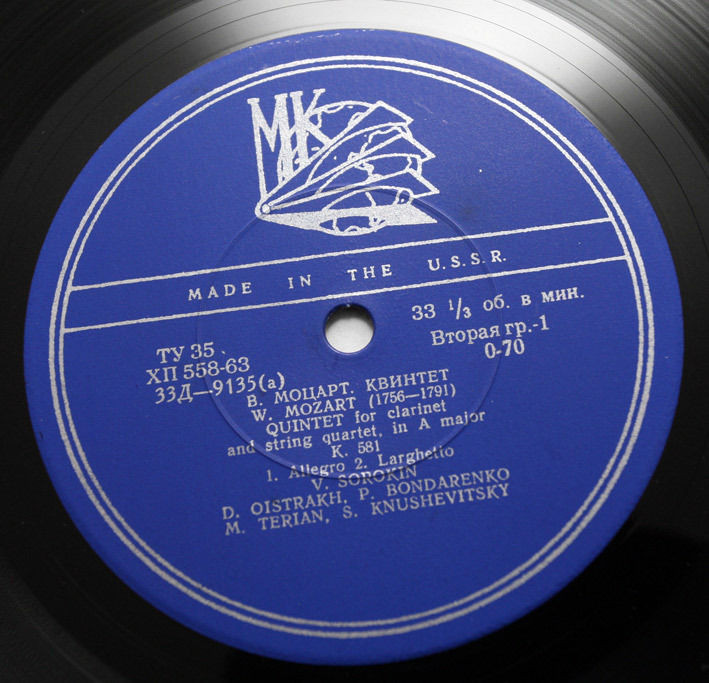 МК
MADE IN THE U.S.S.R.
33 1/3 об. в мин.
Вторая гр.-1
0-70
ТУ 35
ХП 558-63
33Д—9135(а)
В. МОЦАРТ. КВИНТЕТ
W. MOZART (1756—1791)
QUINTET for clarinet
and string quartet, in A major
K. 581
1. Allegro 2. Larghetto
V. SOROKIN
D. OISTRAKH, P. BONDARENKO
M. TERIAN, S. KNUSHEVITSKY